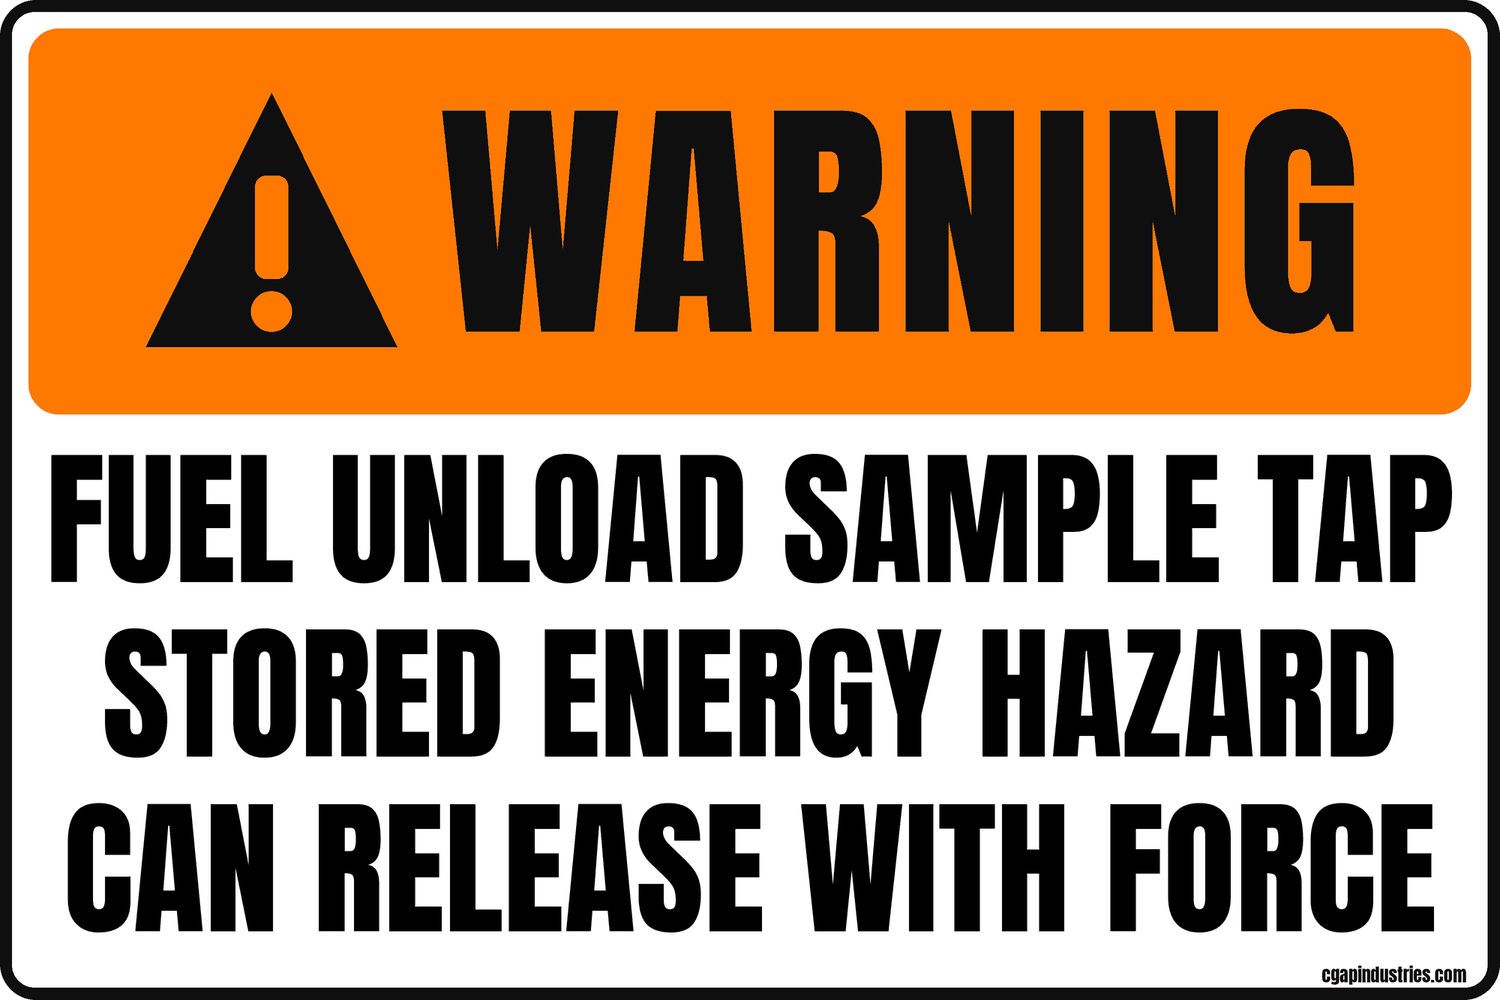 WARNING
FUEL UNLOAD SAMPLE TAP
STORED ENERGY HAZARD
CAN RELEASE WITH FORCE
cgapindustries.com